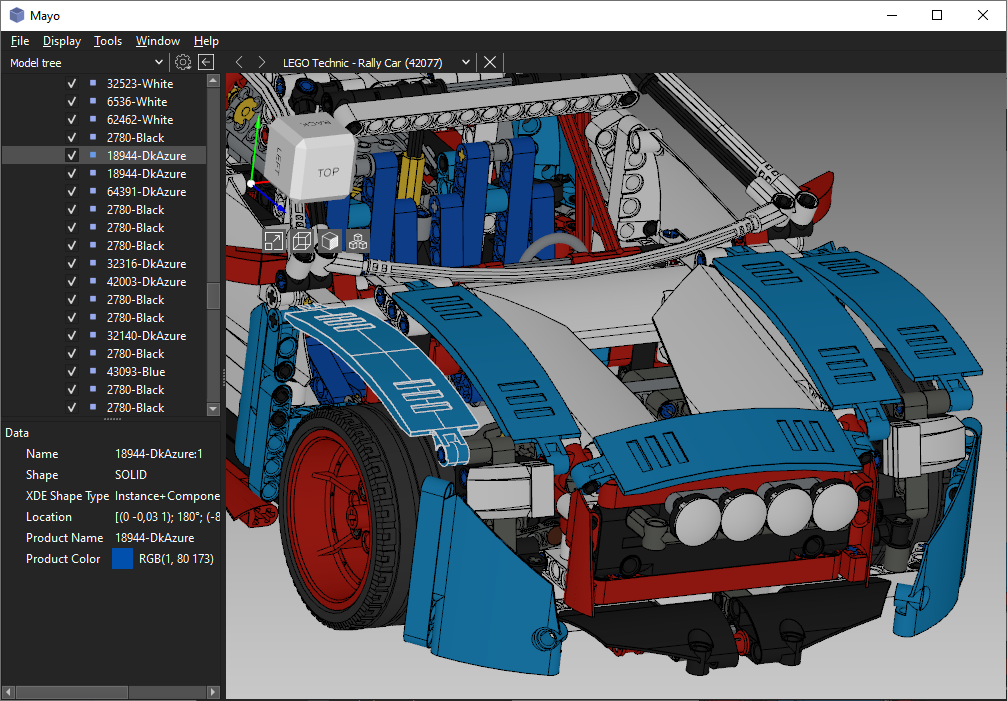 Mayo
File Display Tools Window Help
Model tree
LEGO Technic - Rally Car (42077)
32523-White
6536-White
62462-White
2780-Black
18944-DkAzure
18944-DkAzure
64391-DkAzure
2780-Black
2780-Black
2780-Black
32316-DkAzure
42003-DkAzure
2780-Black
2780-Black
32140-DkAzure
2780-Black
43093-Blue
2780-Black
2780-Black
BACK
LEFT
TOP
Data
Name 18944-DkAzure:1
Shape SOLID
XDE Shape Type Instance+Compone
Location [(0 -0,03 1); 180°; (-8
Product Name 18944-DkAzure
Product Color RGB(1, 80 173)